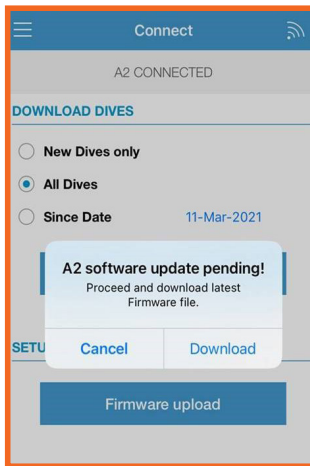 Connect
A2 CONNECTED
DOWNLOAD DIVES
New Dives only
All Dives
Since Date 11-Mar-2021
A2 software update pending!
Proceed and download latest
Firmware file.
SETU
Cancel Download
Firmware upload